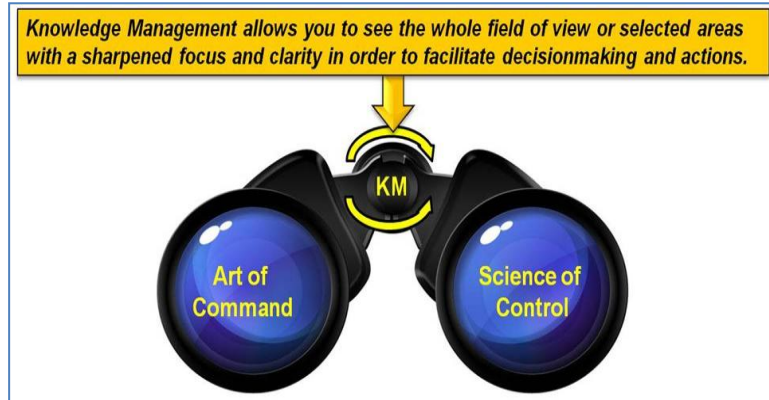 Knowledge Management allows you to see the whole field of view or selected areas
with a sharpened focus and clarity in order to facilitate decisionmaking and actions.
KM
Art of
Command
Science of
Control